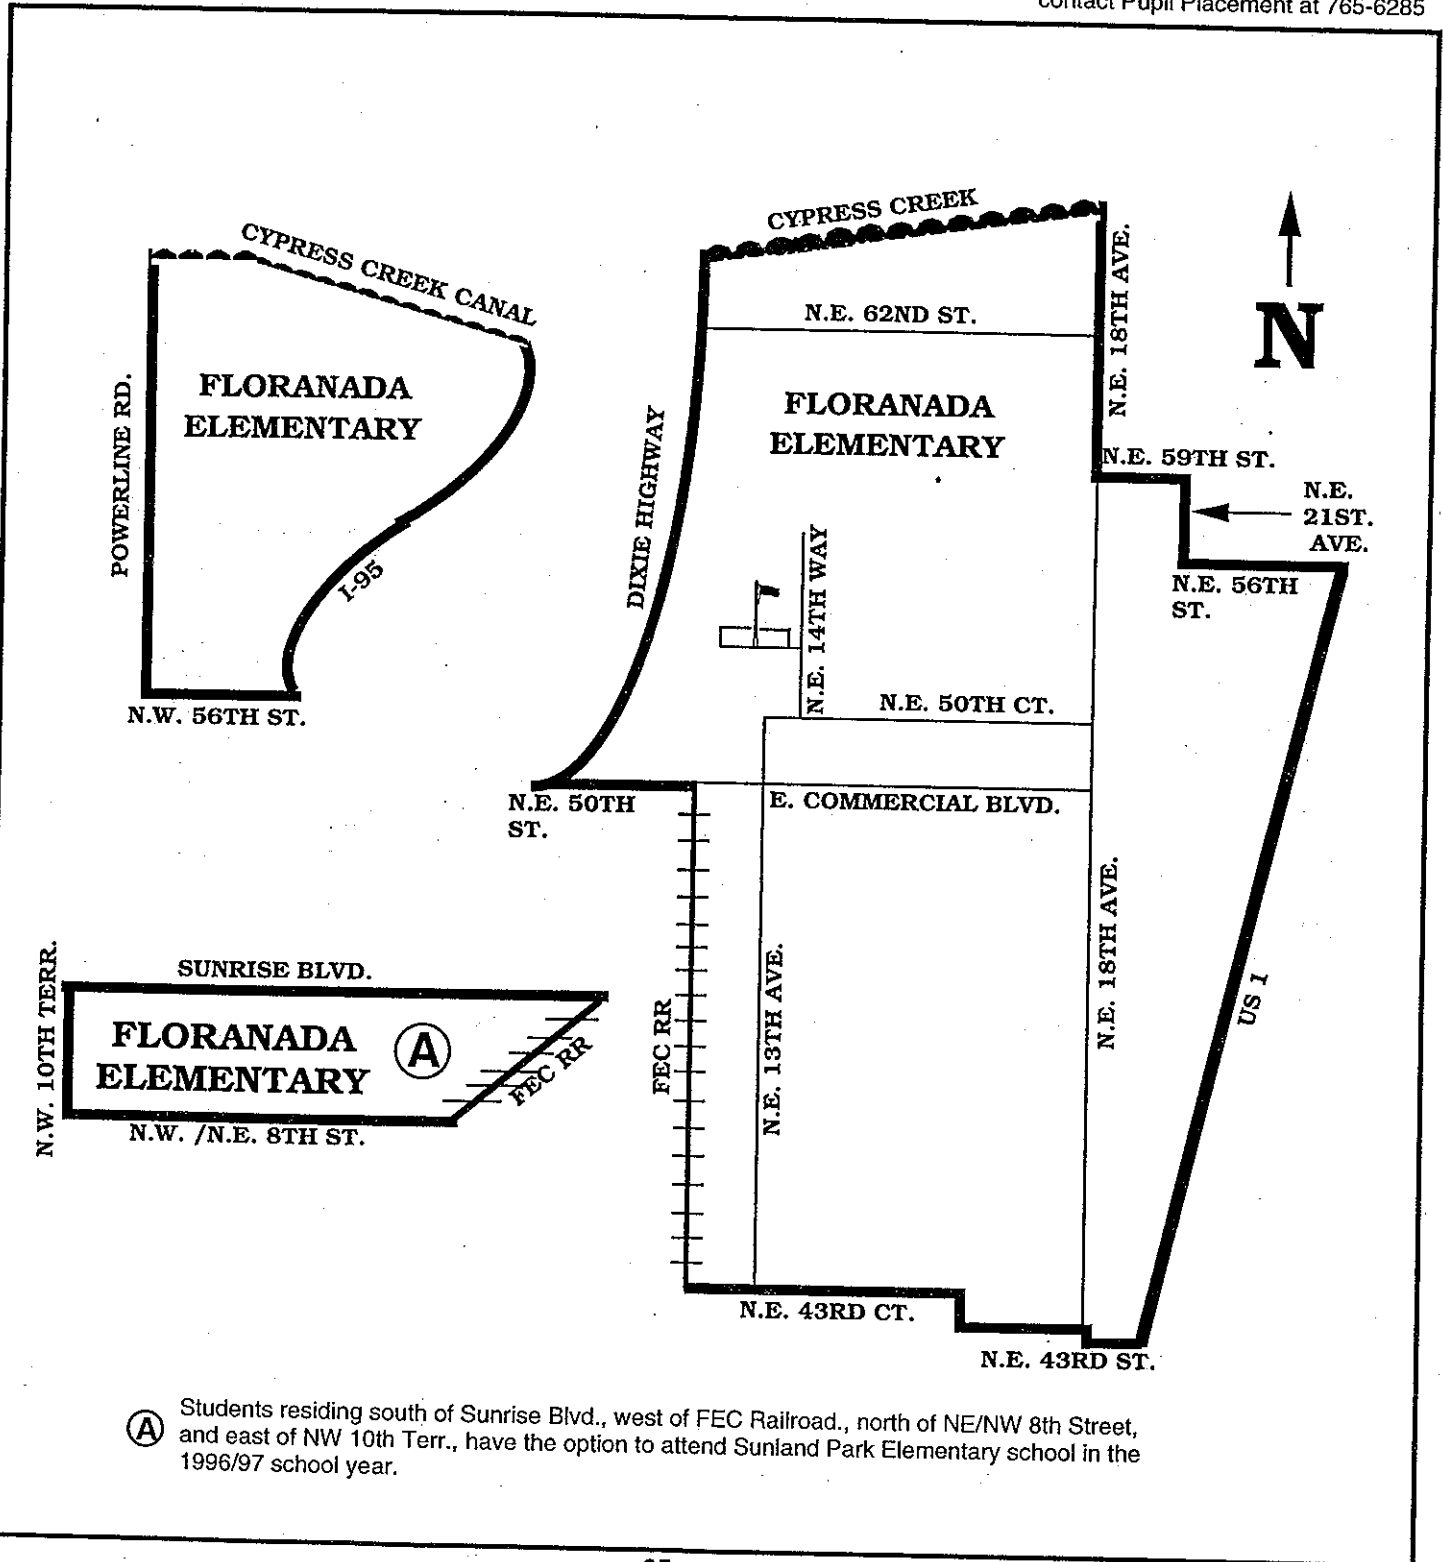 contact Pupil Placement at 765-6285
CYPRESS CREEK
CYPRESS CREEK CANAL
N.E. 18TH AVE.
N.E. 62ND ST.
N
POWERLINE RD.
FLORANADA
ELEMENTARY
DIXIE HIGHWAY
FLORANADA
ELEMENTARY
N.E. 59TH ST.
N.E.
21ST.
AVE.
I-95
N.E. 14TH WAY
N.E. 56TH
ST.
N.W. 56TH ST.
N.E. 50TH CT.
N.E. 50TH
ST.
E. COMMERCIAL BLVD.
N.W. 10TH TERR.
SUNRISE BLVD.
FLORANADA
ELEMENTARY
A
FEC RR
N.W. /N.E. 8TH ST.
FEC RR
N.E. 13TH AVE.
N.E. 18TH AVE.
US 1
N.E. 43RD CT.
N.E. 43RD ST.
A Students residing south of Sunrise Blvd., west of FEC Railroad., north of NE/NW 8th Street,
and east of NW 10th Terr., have the option to attend Sunland Park Elementary school in the
1996/97 school year.